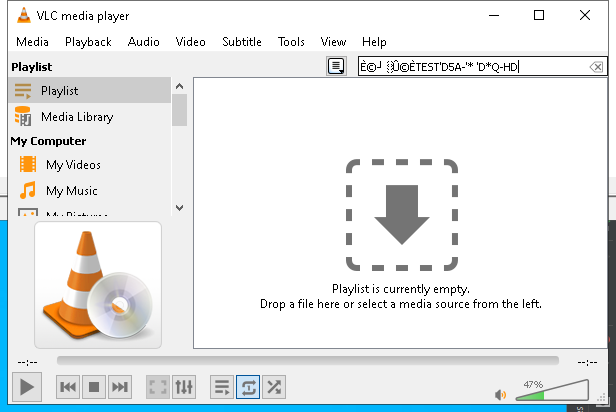 VLC media player
Media Playback Audio Video Subtitle Tools View Help
Playlist
È©┘ ░Û©ÈTEST'D5A-'* 'D*Q-HD
Playlist
Media Library
My Computer
My Videos
My Music
My Pictures
Playlist is currently empty.
Drop a file here or select a media source from the left.
--:-- --:--
47%